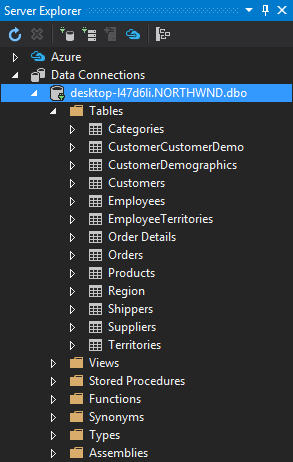 Server Explorer
Azure
Data Connections
desktop-l47d6li.NORTHWND.dbo
Tables
Categories
CustomerCustomerDemo
CustomerDemographics
Customers
Employees
EmployeeTerritories
Order Details
Orders
Products
Region
Shippers
Suppliers
Territories
Views
Stored Procedures
Functions
Synonyms
Types
Assemblies